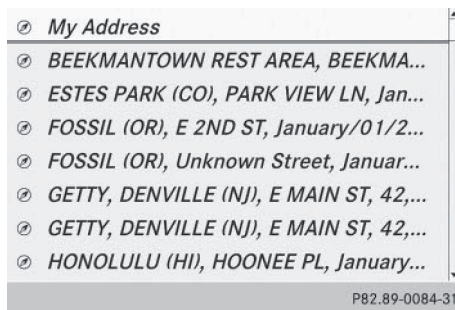 My Address
BEEKMANTOWN REST AREA, BEEKMA...
ESTES PARK (CO), PARK VIEW LN, Jan...
FOSSIL (OR), E 2ND ST, January/01/2...
FOSSIL (OR), Unknown Street, Januar...
GETTY, DENVILLE (NJ), E MAIN ST, 42,...
GETTY, DENVILLE (NJ), E MAIN ST, 42,...
HONOLULU (HI), HOONEE PL, January...
P82.89-0084-31